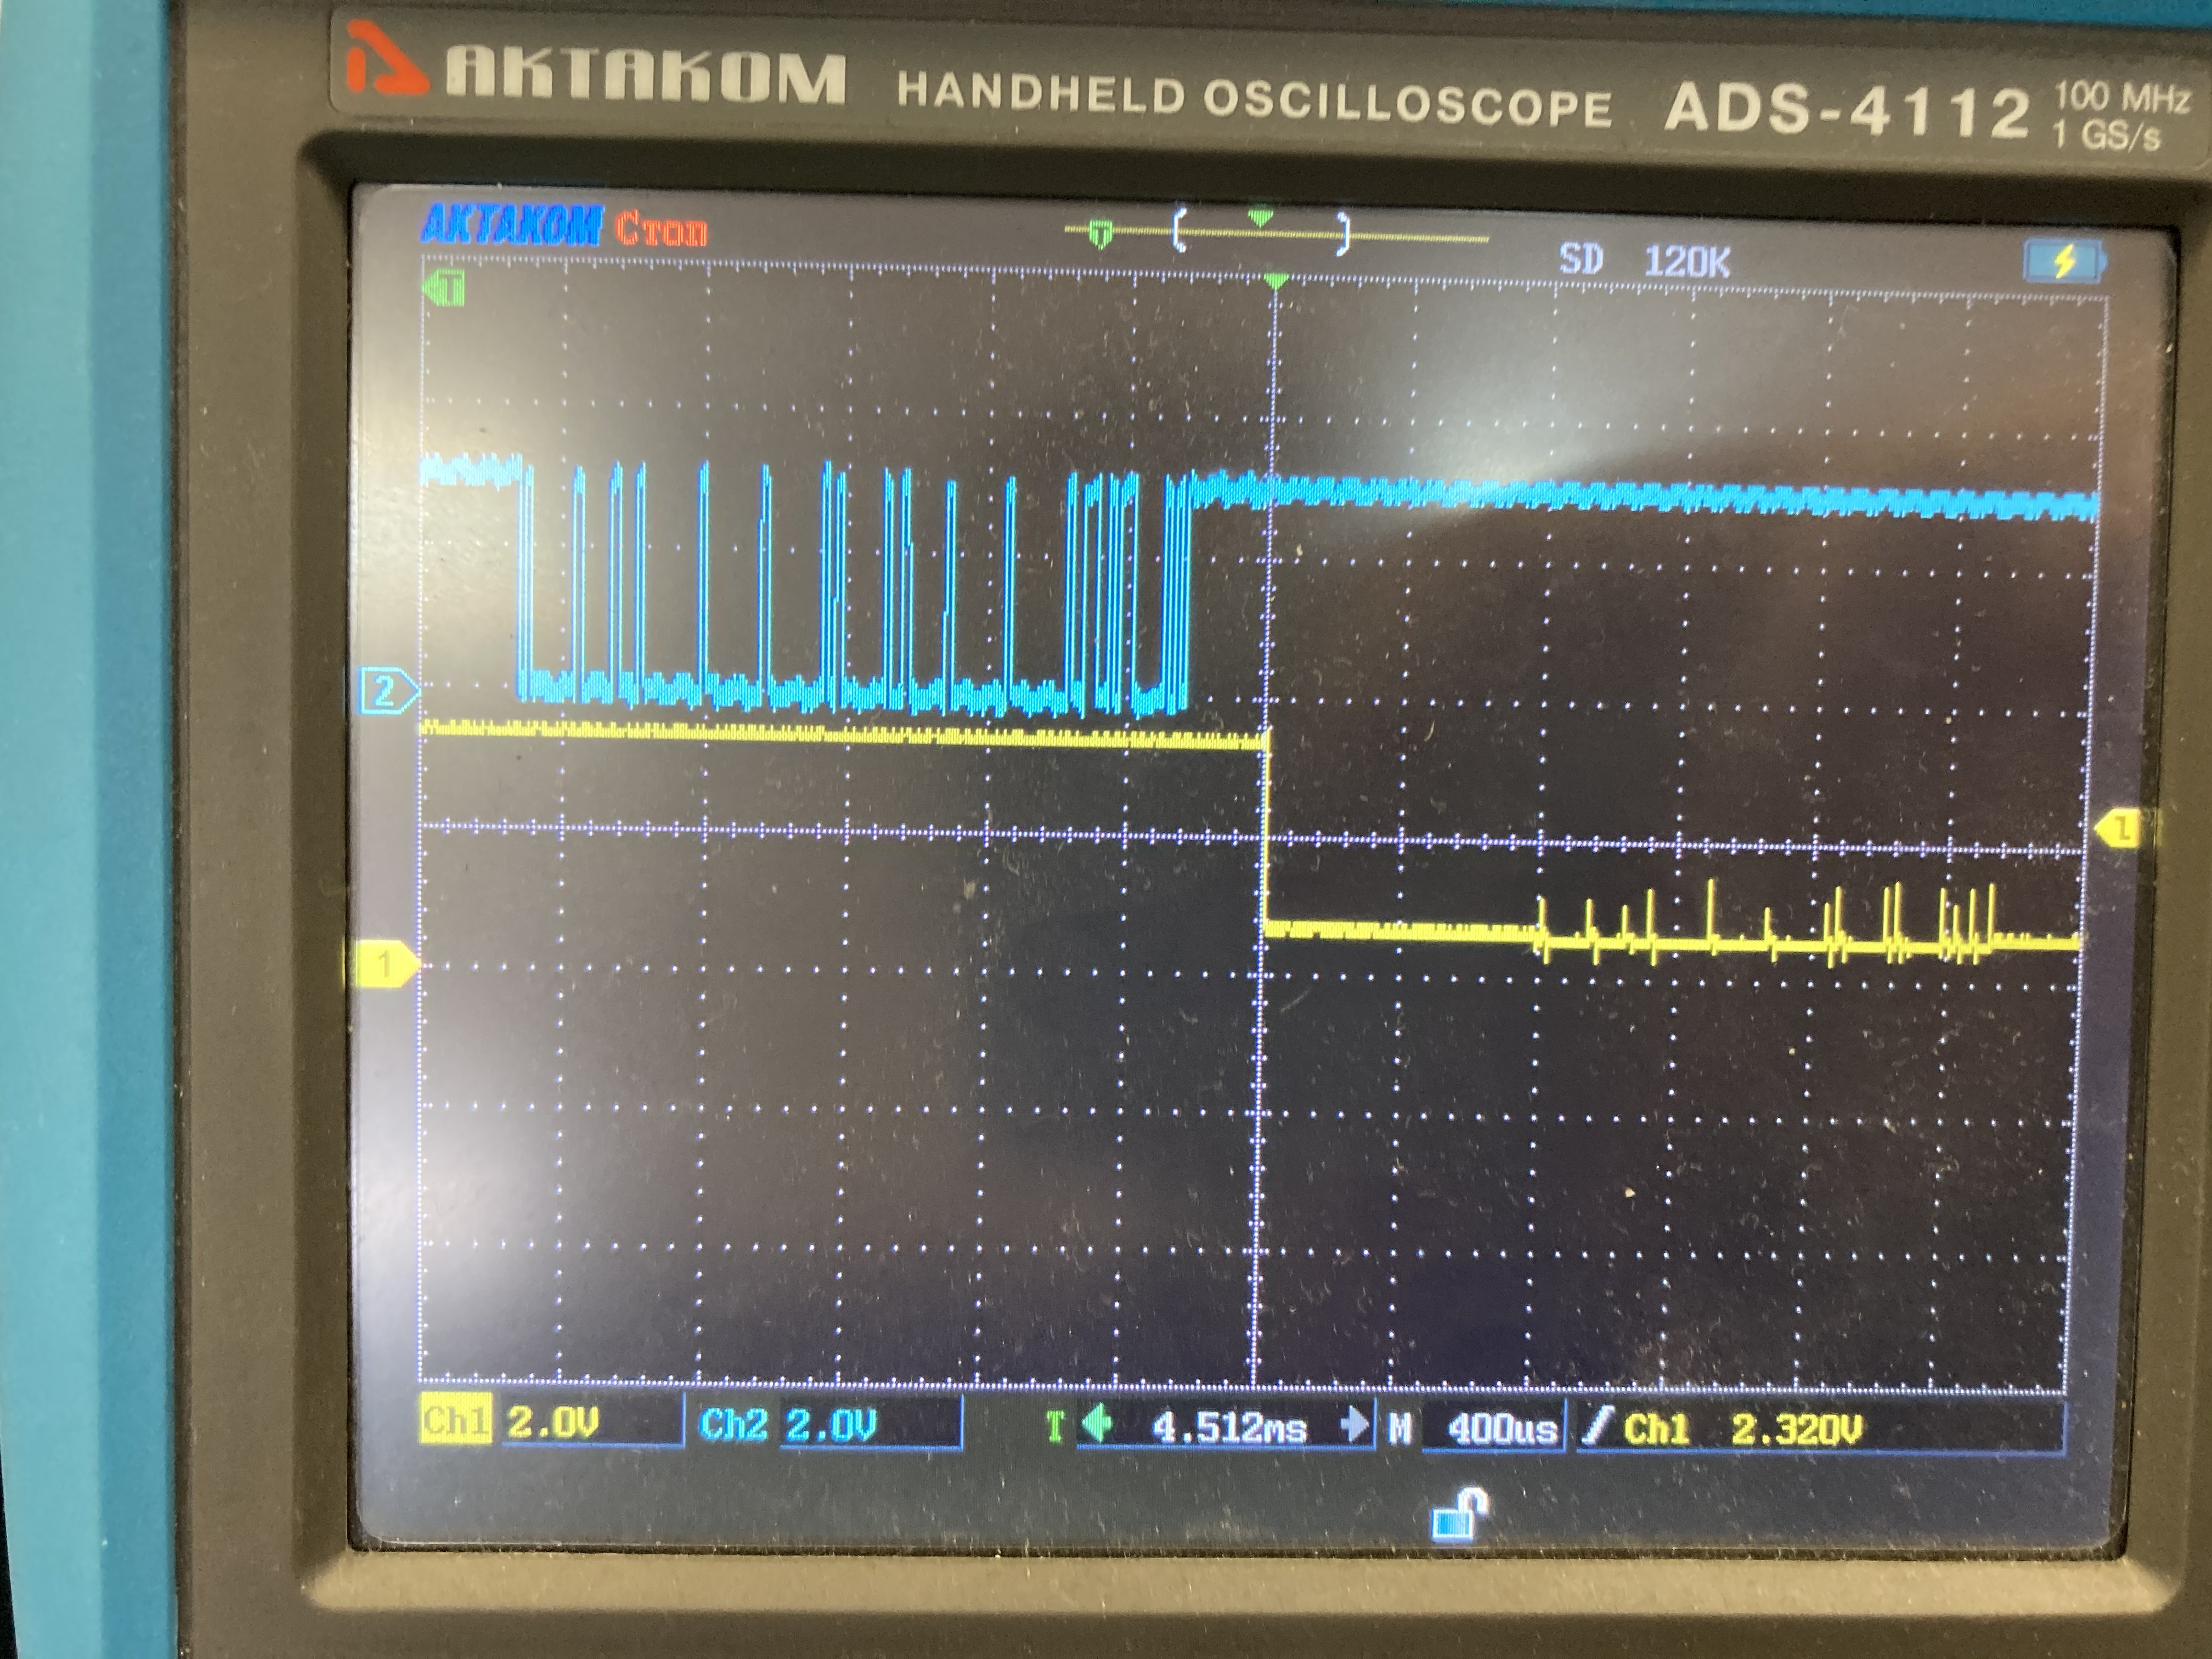 AKTAKOM HANDHELD OSCILLOSCOPE ADS-4112 100 MHz
1 GS/s
AKTAKOM Стоп
T
SD 120K
T
2
1
1
Ch1 2.0V Ch2 2.0V T 4.512ms M 400us Ch1 2.320V